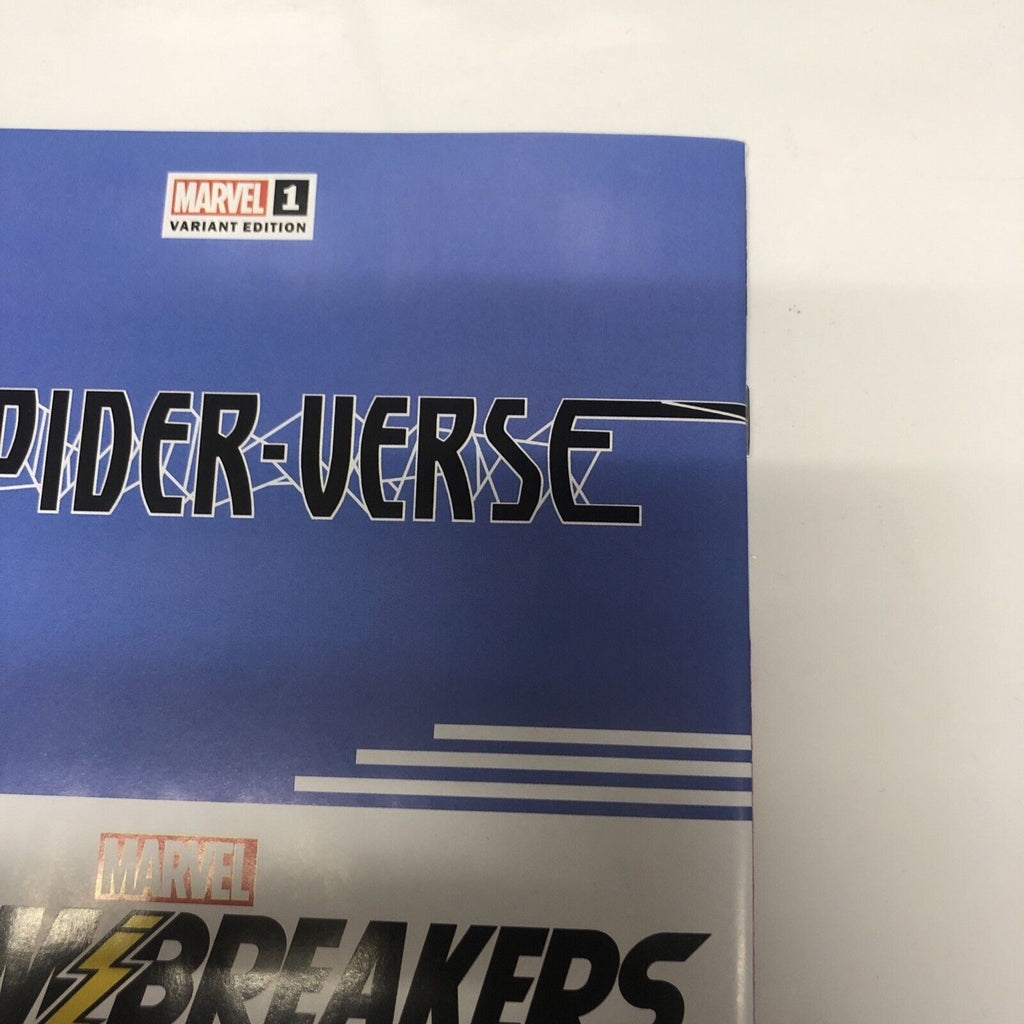 MARVEL 1
VARIANT EDITION
PIDER-VERSE
MARVEL
BREAKERS